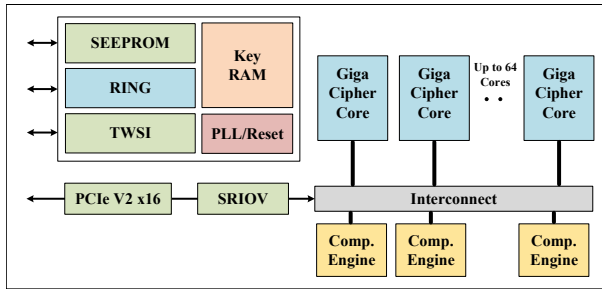 SEEPROM
RING
TWSI
Key
RAM
PLL/Reset
Giga
Cipher
Core
Giga
Cipher
Core
Up to 64
Cores
Giga
Cipher
Core
PCIe V2 x16
SRIOV
Interconnect
Comp.
Engine
Comp.
Engine
Comp.
Engine